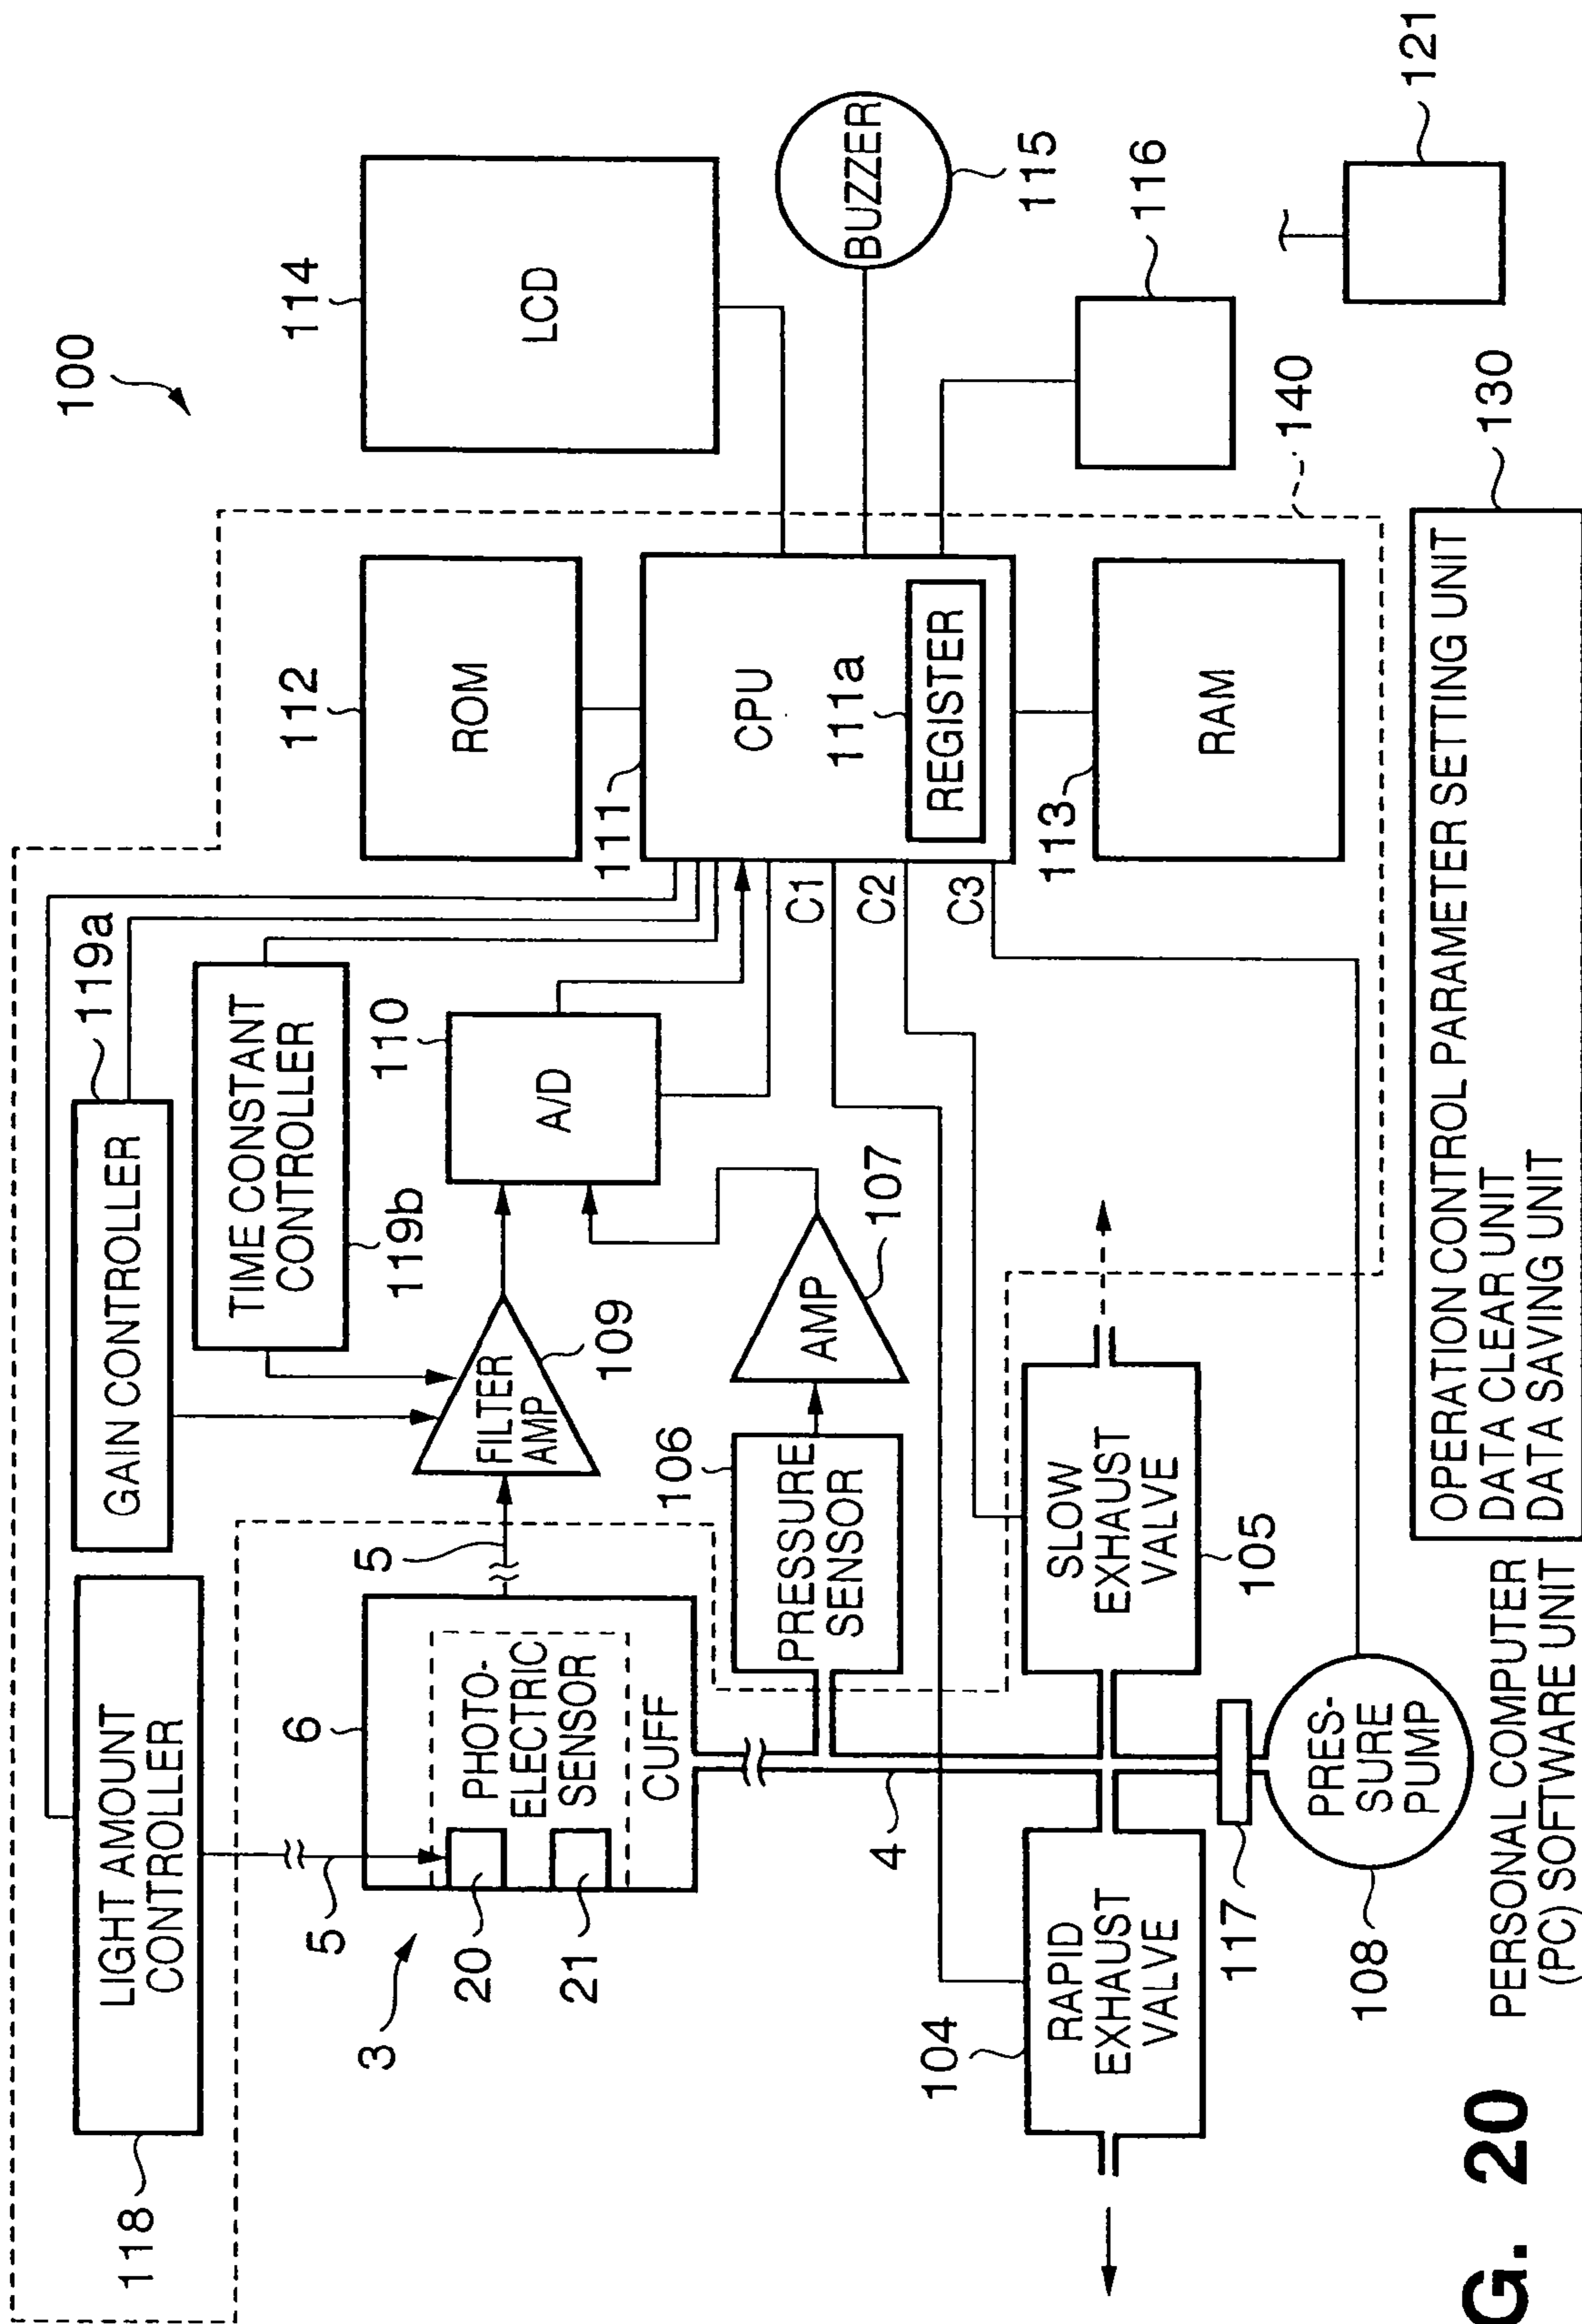 100
118
LIGHT AMOUNT
CONTROLLER
GAIN CONTROLLER
119a
TIME CONSTANT
CONTROLLER
119b
114
LCD
112
ROM
111
CPU
111a
REGISTER
113
RAM
BUZZER
115
116
121
140
110
A/D
C1
C2
C3
FILTER
AMP
109
AMP
107
5
5
3
6
20
21
PHOTO-
ELECTRIC
SENSOR
CUFF
106
PRESSURE
SENSOR
4
104
RAPID
EXHAUST
VALVE
SLOW
EXHAUST
VALVE
105
117
PRES-
SURE
PUMP
108
PERSONAL COMPUTER
(PC) SOFTWARE UNIT
OPERATION CONTROL PARAMETER SETTING UNIT
DATA CLEAR UNIT
DATA SAVING UNIT
130
G. 20